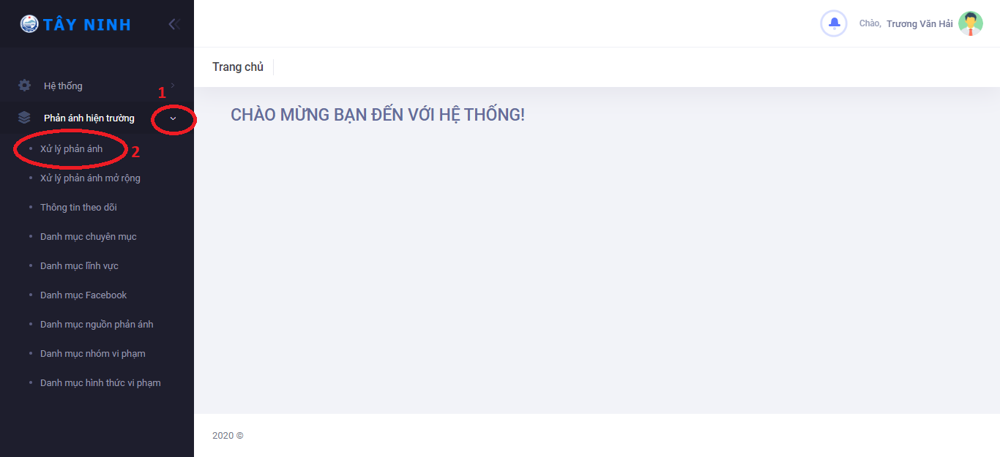 TÂY NINH
Chào, Trương Văn Hải
Trang chủ
Hệ thống
1
Phản ánh hiện trường
CHÀO MỪNG BẠN ĐẾN VỚI HỆ THỐNG!
Xử lý phản ánh
2
Xử lý phản ánh mở rộng
Thông tin theo dõi
Danh mục chuyên mục
Danh mục lĩnh vực
Danh mục Facebook
Danh mục nguồn phản ánh
Danh mục nhóm vi phạm
Danh mục hình thức vi phạm
2020 ©